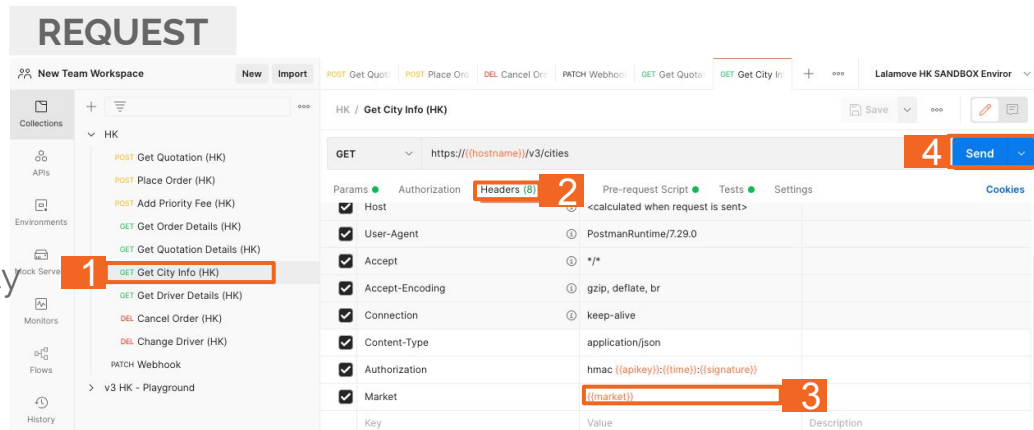 REQUEST
New Team Workspace New Import POST Get Quot POST Place Ord DEL Cancel Ord PATCH Webhoo GET Get Quota GET Get City In Lalamove HK SANDBOX Enviror
Collections
HK / Get City Info (HK) Save
HK
POST Get Quotation (HK) GET https://{{hostname}}/v3/cities 4 Send
APIs
POST Place Order (HK)
POST Add Priority Fee (HK) Params Authorization Headers (8) 2 Pre-request Script Tests Settings Cookies
Environments
Host <calculated when request is sent>
GET Get Order Details (HK)
User-Agent PostmanRuntime/7.29.0
GET Get Quotation Details (HK)
Accept */*
y Mock Serve 1 GET Get City Info (HK)
Accept-Encoding gzip, deflate, br
GET Get Driver Details (HK)
Monitors
Connection keep-alive
DEL Cancel Order (HK)
Content-Type application/json
DEL Change Driver (HK)
Flows
PATCH Webhook Authorization hmac {{apikey}}:{{time}}:{{signature}}
v3 HK - Playground Market {{market}} 3
History
Key Value Description